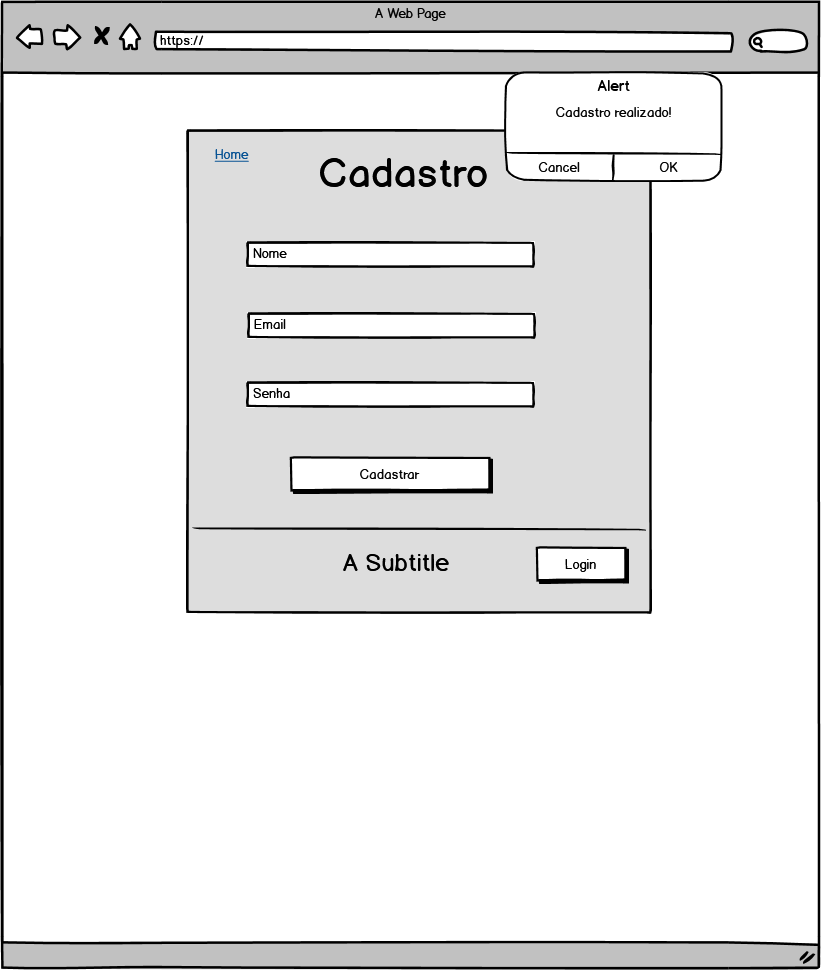 A Web Page
https://
Alert
Cadastro realizado!
Cancel
OK
Home
Cadastro
Nome
Email
Senha
Cadastrar
A Subtitle
Login